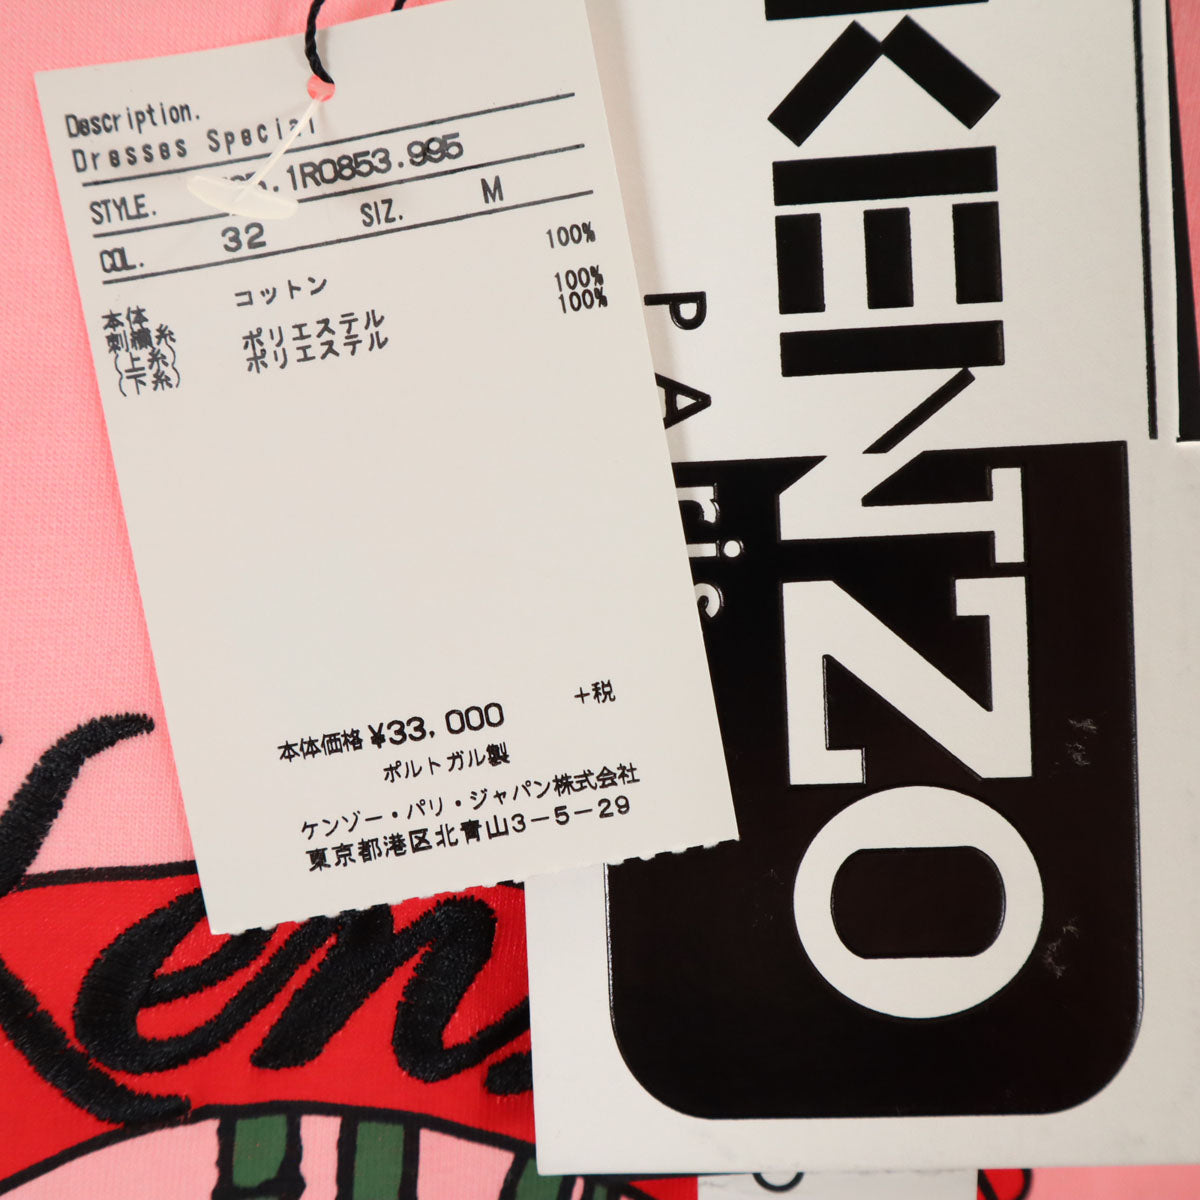 Description.
Dresses Special
STYLE. 1R0853.995
COL. 32 SIZ. M
本体 コットン 100%
刺繍糸
(上糸) ポリエステル 100%
(下糸) ポリエステル 100%
+税
本体価格 ¥33,000
ポルトガル製
ケンゾー・パリ・ジャパン株式会社
東京都港区北青山3-5-29
KENZO
PAris
Ken